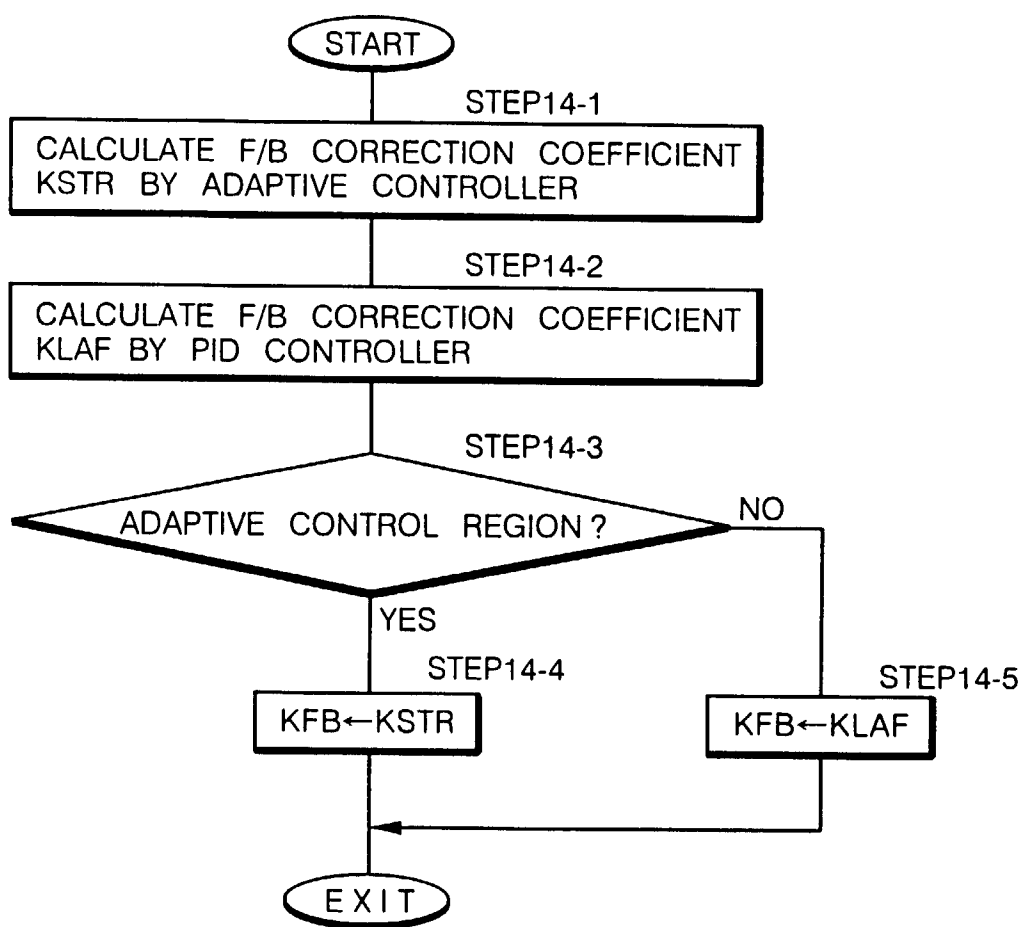 START
STEP14-1
CALCULATE F/B CORRECTION COEFFICIENT
KSTR BY ADAPTIVE CONTROLLER
STEP14-2
CALCULATE F/B CORRECTION COEFFICIENT
KLAF BY PID CONTROLLER
STEP14-3
ADAPTIVE CONTROL REGION?
NO
YES
STEP14-4
KFB←KSTR
STEP14-5
KFB←KLAF
EXIT